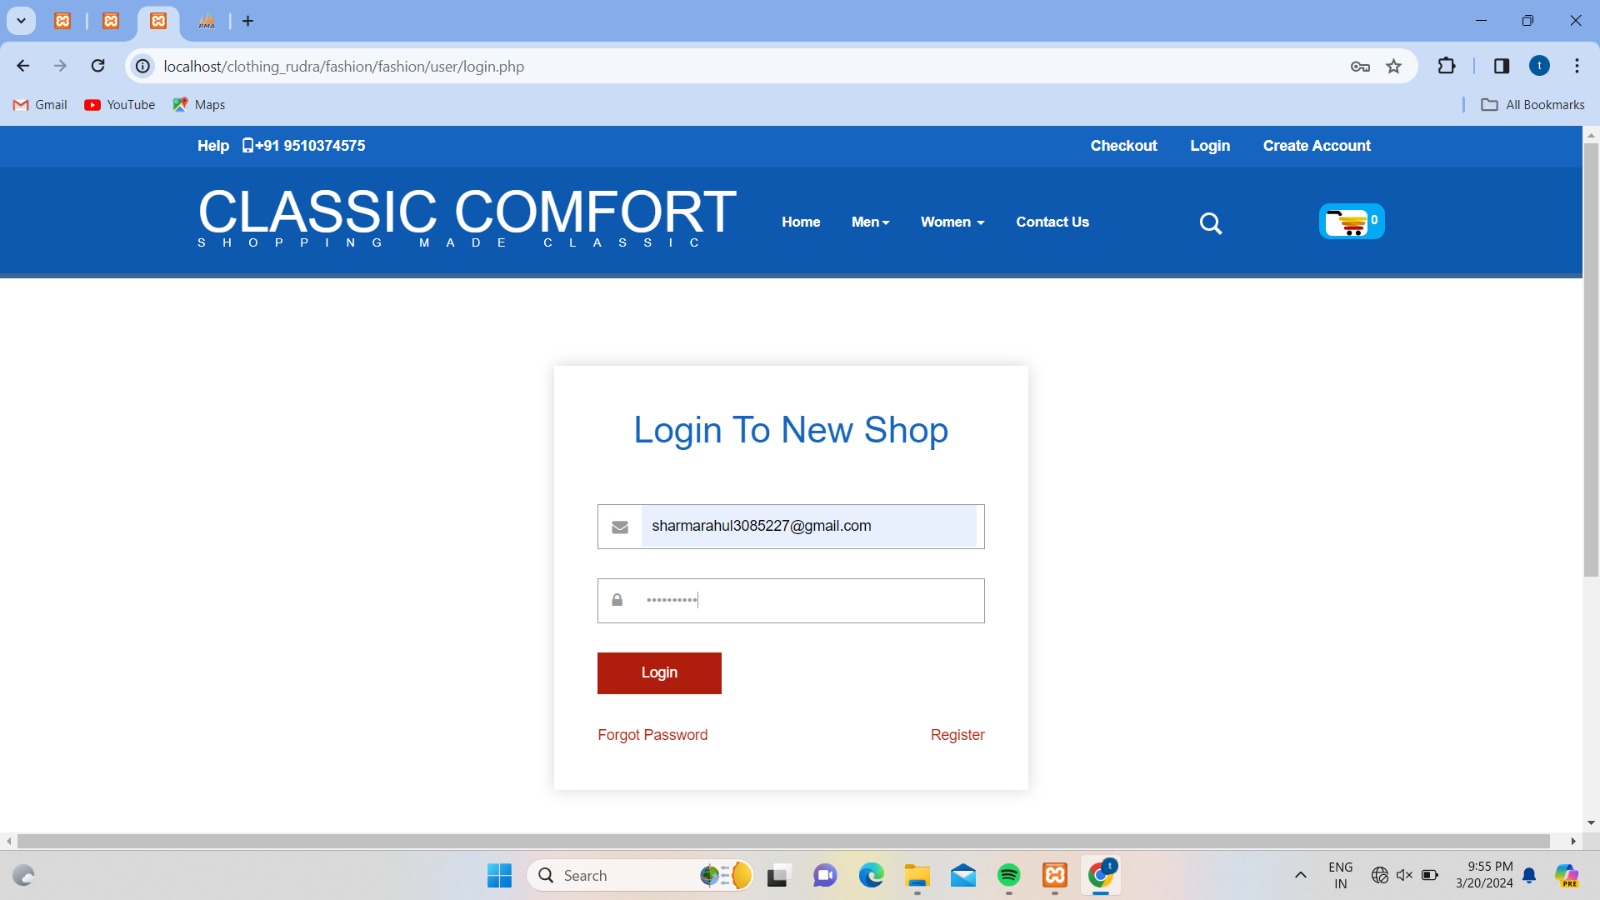 localhost/clothing_rudra/fashion/fashion/user/login.php
t
Gmail YouTube Maps All Bookmarks
Help +91 9510374575 Checkout Login Create Account
CLASSIC COMFORT
SHOPPING MADE CLASSIC
Home Men Women Contact Us 0
Login To New Shop
sharmarahul3085227@gmail.com
••••••••••
Login
Forgot Password Register
Search
ENG
IN
9:55 PM
3/20/2024
PRE